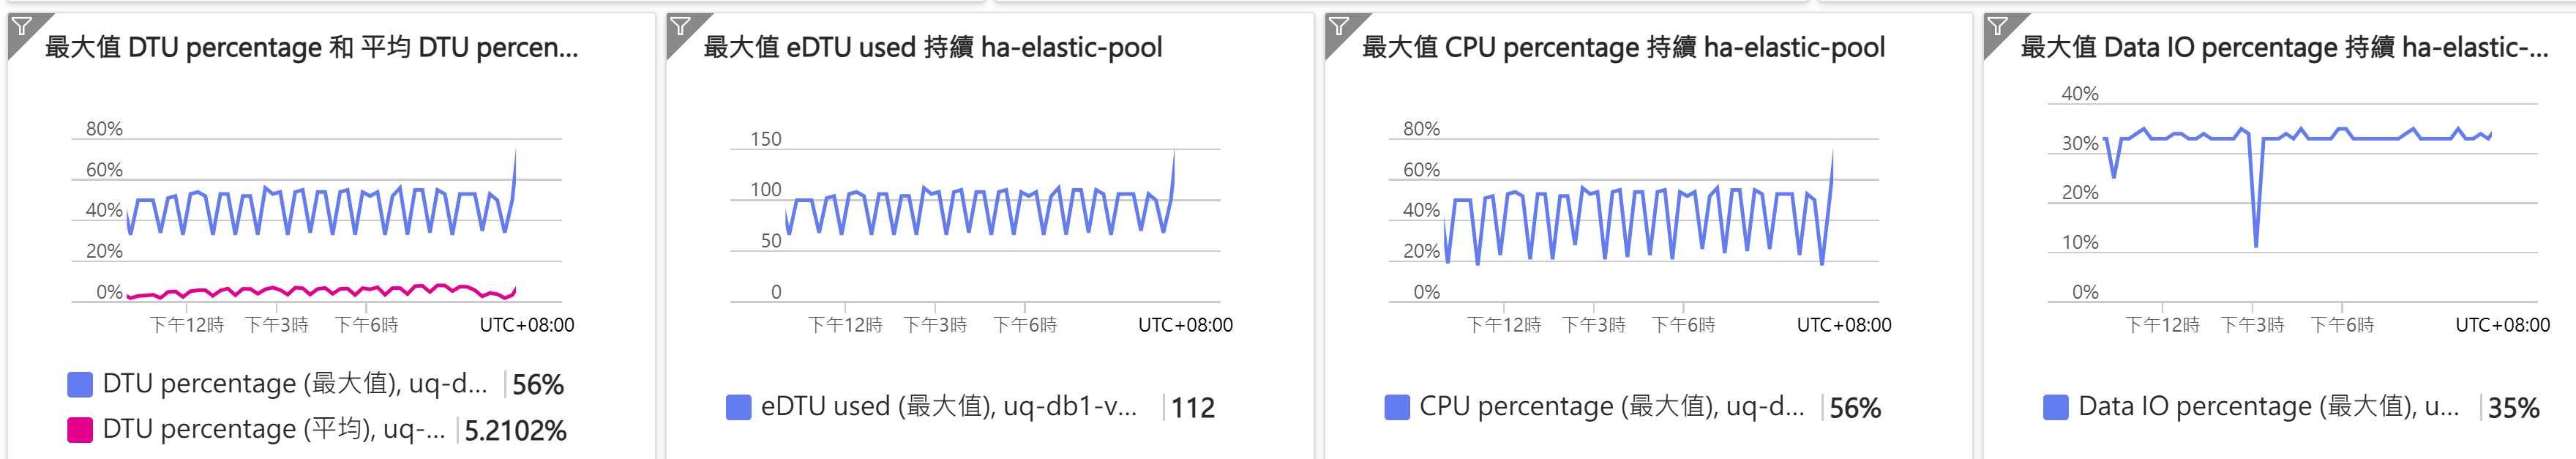 最大值 DTU percentage 和 平均 DTU percen...
80%
60%
40%
20%
0%
下午12時 下午3時 下午6時 UTC+08:00
DTU percentage (最大值), uq-d... 56%
DTU percentage (平均), uq-... 5.2102%
最大值 eDTU used 持續 ha-elastic-pool
150
100
50
0
下午12時 下午3時 下午6時 UTC+08:00
eDTU used (最大值), uq-db1-v... 112
最大值 CPU percentage 持續 ha-elastic-pool
80%
60%
40%
20%
0%
下午12時 下午3時 下午6時 UTC+08:00
CPU percentage (最大值), uq-d... 56%
最大值 Data IO percentage 持續 ha-elastic-...
40%
30%
20%
10%
0%
下午12時 下午3時 下午6時 UTC+08:00
Data IO percentage (最大值), u... 35%